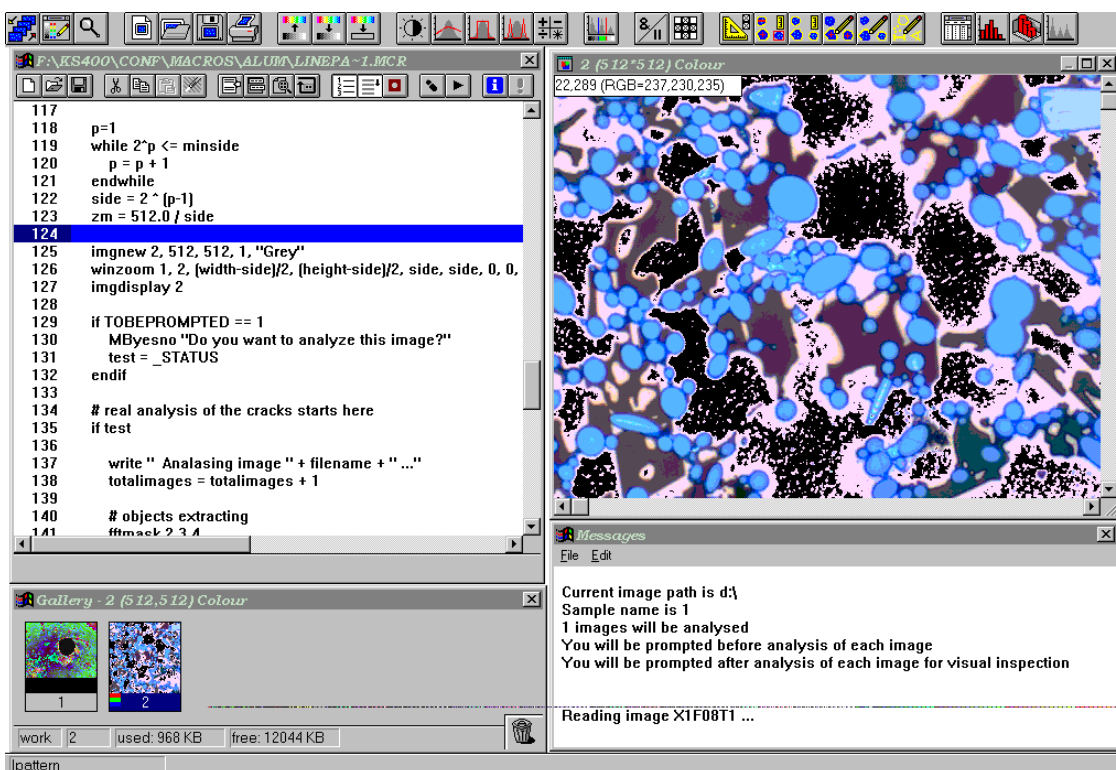 F:\KS400\CONF\MACROS\ALUM\LINEPA~1.MCR
117
118 p=1
119 while 2^p <= minside
120 p = p + 1
121 endwhile
122 side = 2 ^ (p-1)
123 zm = 512.0 / side
124
125 imgnew 2, 512, 512, 1, "Grey"
126 winzoom 1, 2, (width-side)/2, (height-side)/2, side, side, 0, 0,
127 imgdisplay 2
128
129 if TOBEPROMPTED == 1
130 MByesno "Do you want to analyze this image?"
131 test = _STATUS
132 endif
133
134 # real analysis of the cracks starts here
135 if test
136
137 write " Analasing image " + filename + " ..."
138 totalimages = totalimages + 1
139
140 # objects extracting
141 fftmask 2,3,4
2 (512*512) Colour
22,289 (RGB=237,230,235)
Gallery - 2 (512,512) Colour
1
2
work 2 used: 968 KB free: 12044 KB
Messages
File Edit
Current image path is d:\
Sample name is 1
1 images will be analysed
You will be prompted before analysis of each image
You will be prompted after analysis of each image for visual inspection
Reading image X1F08T1 ...
lpattern